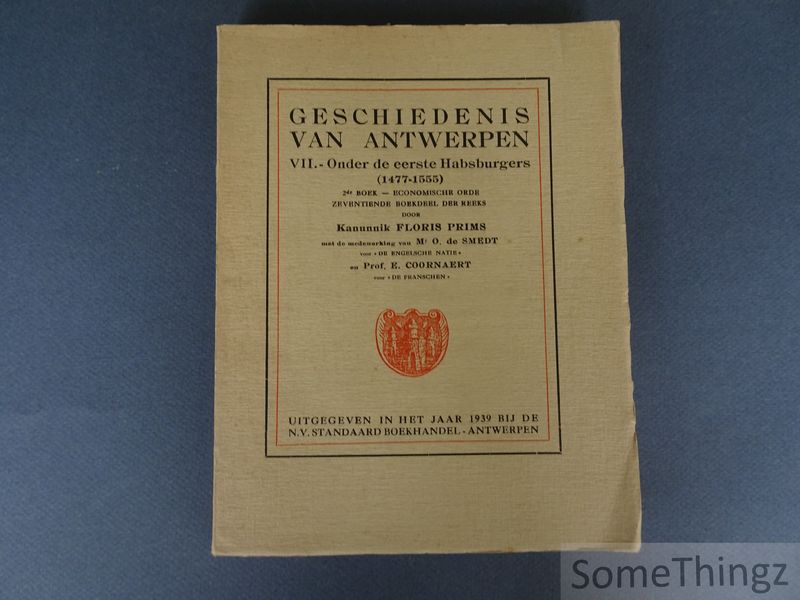 GESCHIEDENIS
VAN ANTWERPEN
VII.- Onder de eerste Habsburgers
(1477-1555)
2de BOEK — ECONOMISCHE ORDE
ZEVENTIENDE BOEKDEEL DER REEKS
DOOR
Kanunnik FLORIS PRIMS
met de medewerking van Mr O. de SMEDT
voor « DE ENGELSCHE NATIE »
en Prof. E. COORNAERT
voor « DE FRANSCHEN »
UITGEGEVEN IN HET JAAR 1939 BIJ DE
N.V. STANDAARD BOEKHANDEL - ANTWERPEN
SomeThingz